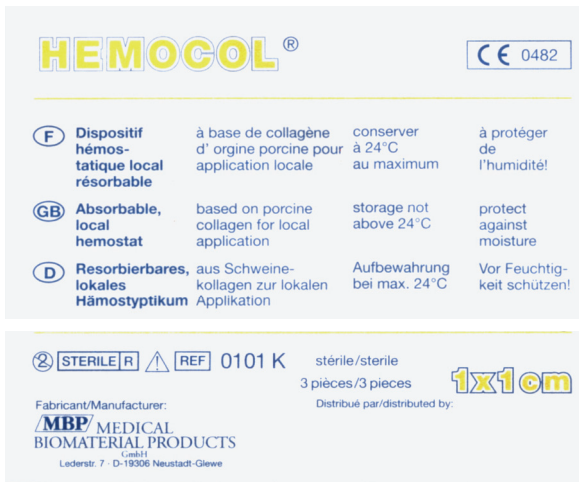 HEMOCOL®
CE 0482
F Dispositif hémos- tatique local résorbable
à base de collagène d' orgine porcine pour application locale
conserver à 24°C au maximum
à protéger de l'humidité!
GB Absorbable, local hemostat
based on porcine collagen for local application
storage not above 24°C
protect against moisture
D Resorbierbares, lokales Hämostyptikum
aus Schweine- kollagen zur lokalen Applikation
Aufbewahrung bei max. 24°C
Vor Feuchtig- keit schützen!
2 STERILE R ! REF 0101 K
stérile/sterile
3 pièces/3 pieces
1x1cm
Fabricant/Manufacturer:
Distribué par/distributed by:
MBP MEDICAL
BIOMATERIAL PRODUCTS
GmbH
Lederstr. 7 · D-19306 Neustadt-Glewe